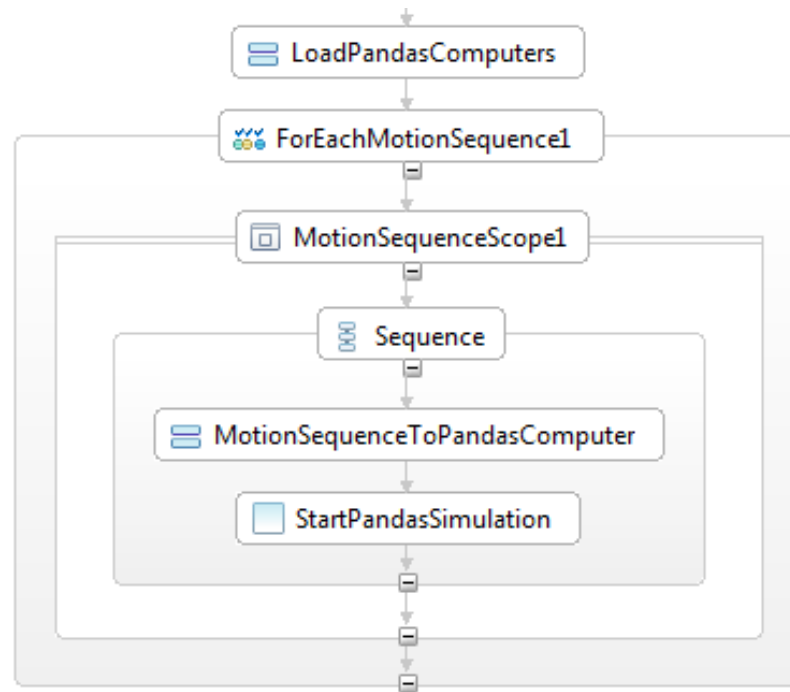 LoadPandasComputers
ForEachMotionSequence1
MotionSequenceScope1
Sequence
MotionSequenceToPandasComputer
StartPandasSimulation